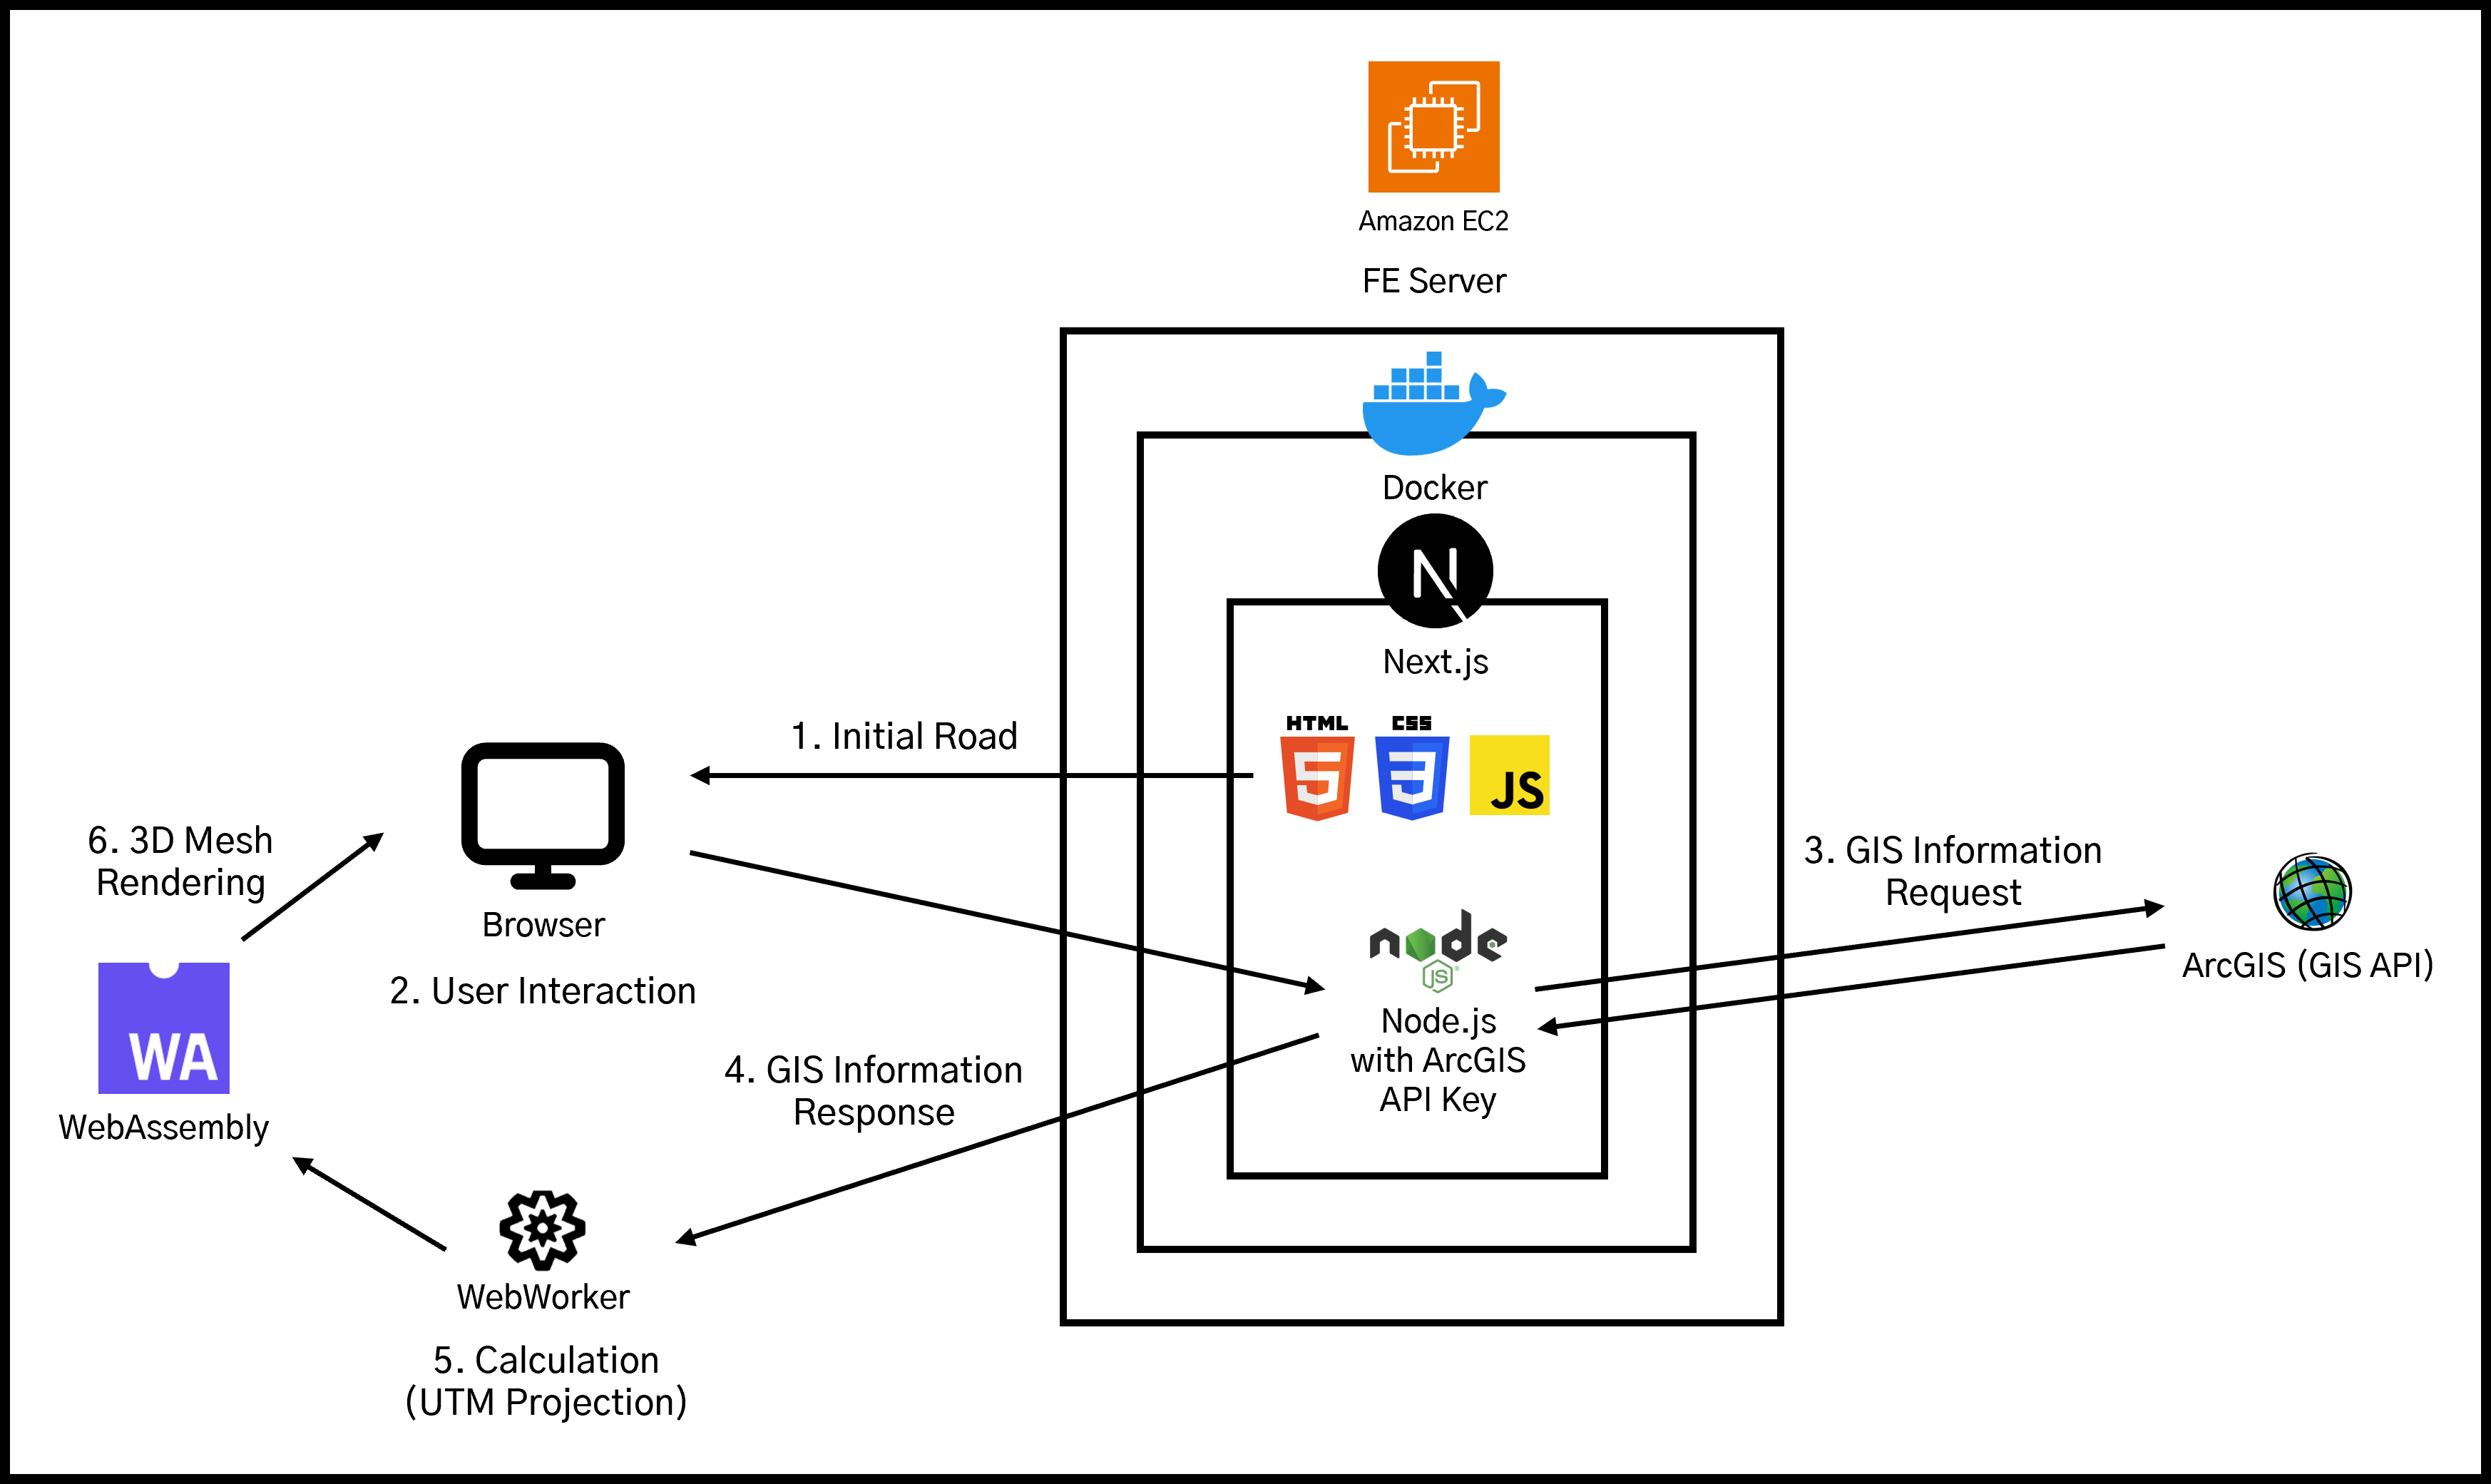 Amazon EC2
FE Server
Docker
N
Next.js
HTML
CSS
5
3
JS
1. Initial Road
Browser
2. User Interaction
6. 3D Mesh
Rendering
WA
WebAssembly
3. GIS Information
Request
ArcGIS (GIS API)
node
JS
Node.js
with ArcGIS
API Key
4. GIS Information
Response
WebWorker
5. Calculation
(UTM Projection)